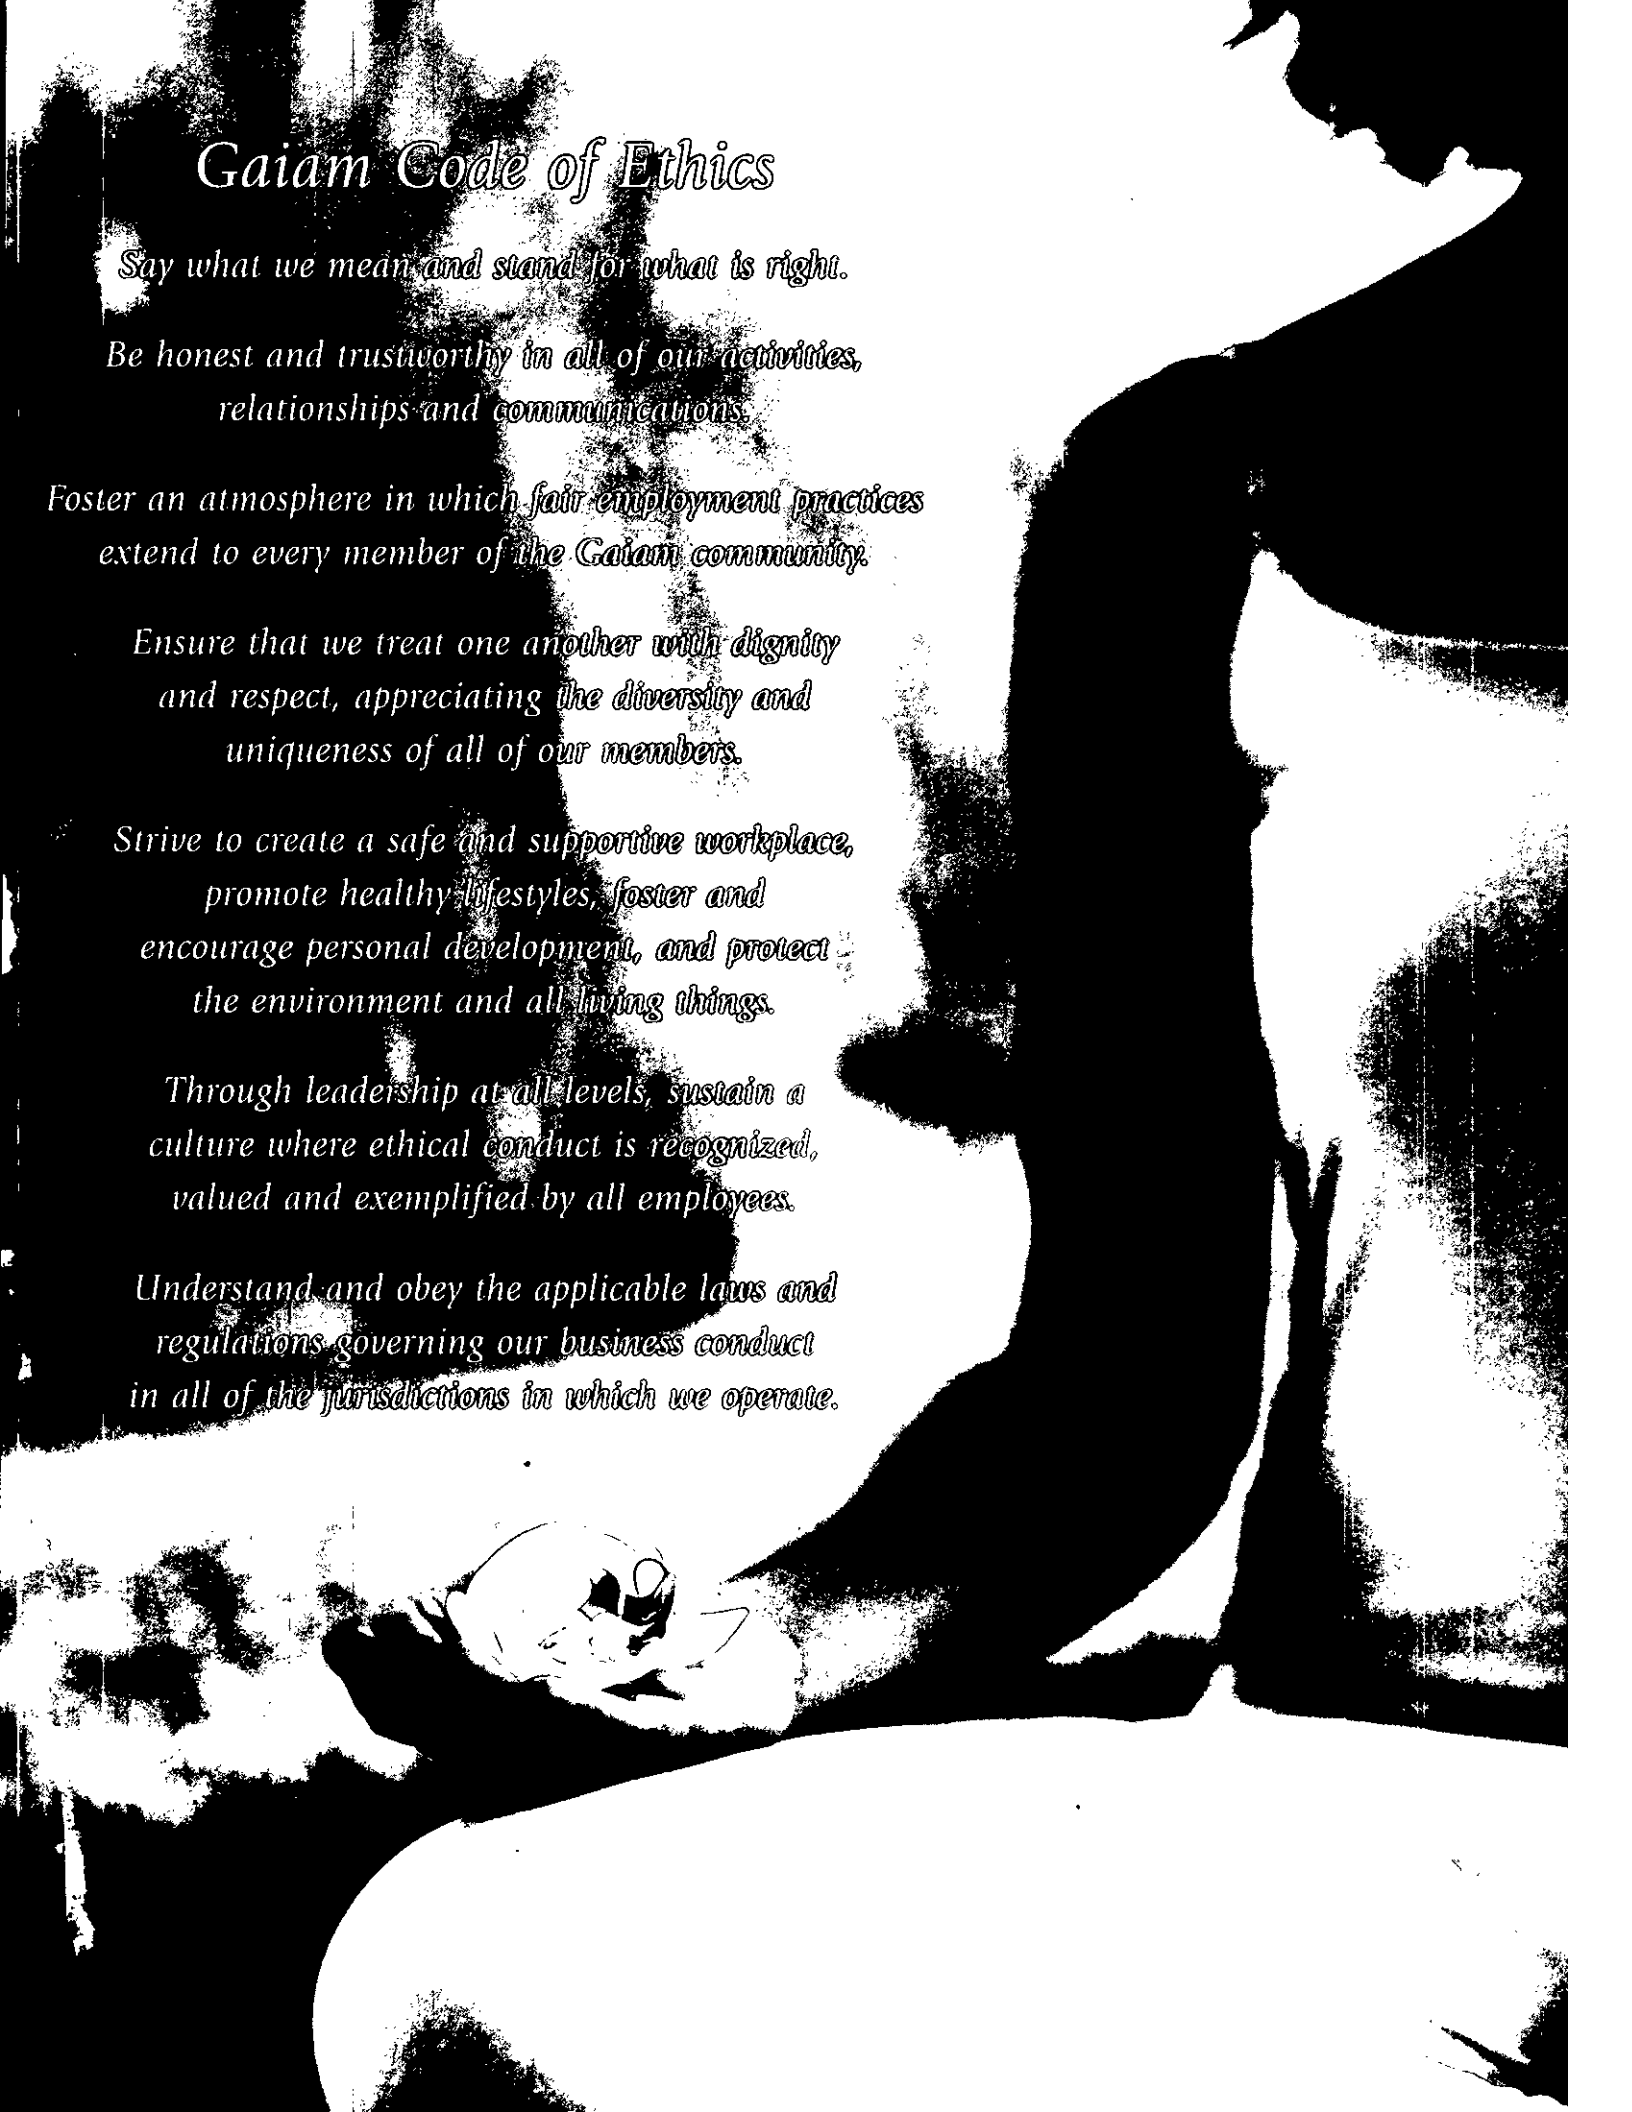 Gaiam Code of Ethics
Say what we mean and stand for what is right.
Be honest and trustworthy in all of our activities,
relationships and communications.
Foster an atmosphere in which fair employment practices
extend to every member of the Gaiam community.
Ensure that we treat one another with dignity
and respect, appreciating the diversity and
uniqueness of all of our members.
Strive to create a safe and supportive workplace,
promote healthy lifestyles, foster and
encourage personal development, and protect
the environment and all living things.
Through leadership at all levels, sustain a
culture where ethical conduct is recognized,
valued and exemplified by all employees.
Understand and obey the applicable laws and
regulations governing our business conduct
in all of the jurisdictions in which we operate.